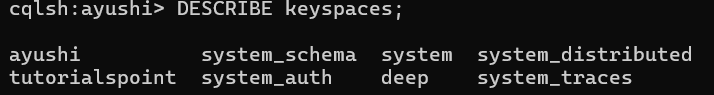 cqlsh:ayushi> DESCRIBE keyspaces;
ayushi          system_schema  system  system_distributed
tutorialspoint  system_auth    deep    system_traces